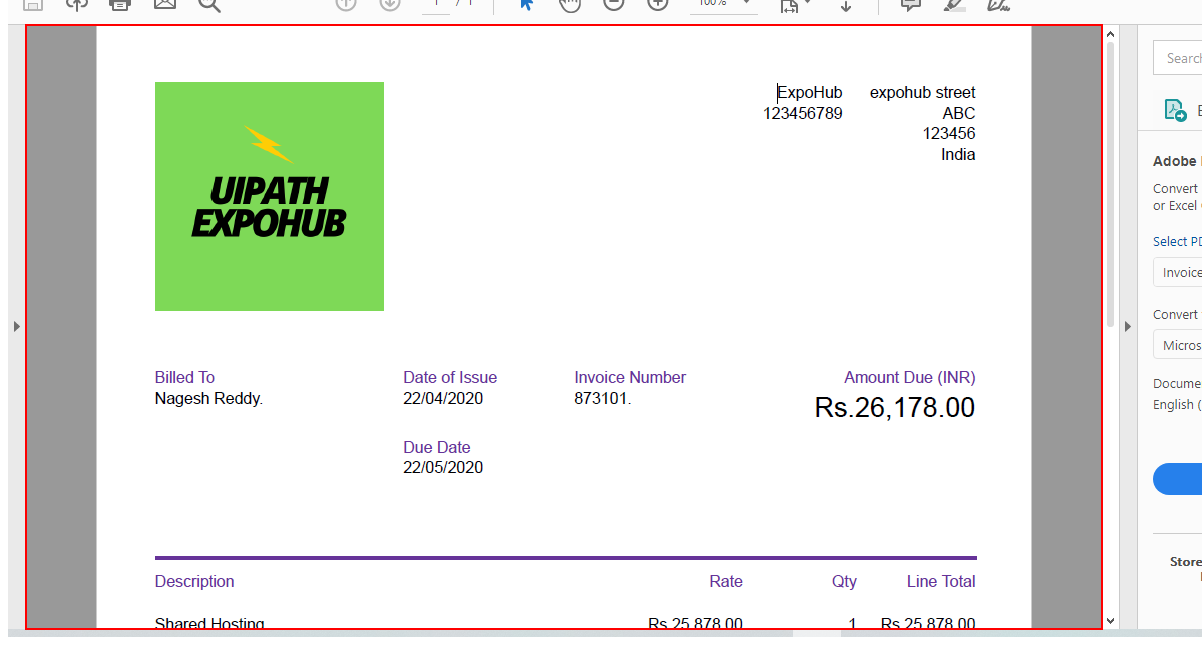 1 / 1
100%
UIPATH
EXPOHUB
ExpoHub
123456789
expohub street
ABC
123456
India
Billed To
Nagesh Reddy.
Date of Issue
22/04/2020
Due Date
22/05/2020
Invoice Number
873101.
Amount Due (INR)
Rs.26,178.00
Description Rate Qty Line Total
Shared Hosting Rs.25,878.00 1 Rs.25,878.00
Search
Adobe
Convert
or Excel
Select PD
Invoice
Convert
Micros
Docume
English (
Store